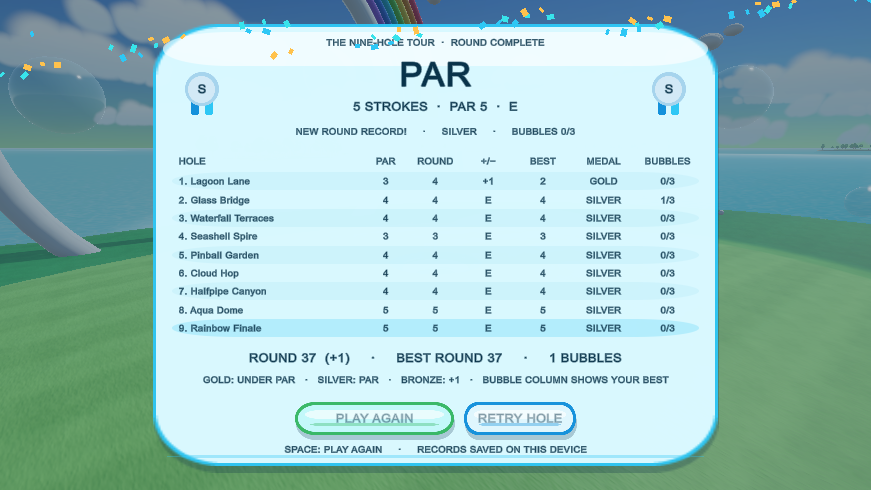 THE NINE-HOLE TOUR · ROUND COMPLETE
PAR
S
S
5 STROKES · PAR 5 · E
NEW ROUND RECORD! · SILVER · BUBBLES 0/3
HOLE PAR ROUND +/− BEST MEDAL BUBBLES
1. Lagoon Lane 3 4 +1 2 GOLD 0/3
2. Glass Bridge 4 4 E 4 SILVER 1/3
3. Waterfall Terraces 4 4 E 4 SILVER 0/3
4. Seashell Spire 3 3 E 3 SILVER 0/3
5. Pinball Garden 4 4 E 4 SILVER 0/3
6. Cloud Hop 4 4 E 4 SILVER 0/3
7. Halfpipe Canyon 4 4 E 4 SILVER 0/3
8. Aqua Dome 5 5 E 5 SILVER 0/3
9. Rainbow Finale 5 5 E 5 SILVER 0/3
ROUND 37 (+1) · BEST ROUND 37 · 1 BUBBLES
GOLD: UNDER PAR · SILVER: PAR · BRONZE: +1 · BUBBLE COLUMN SHOWS YOUR BEST
PLAY AGAIN RETRY HOLE
SPACE: PLAY AGAIN · RECORDS SAVED ON THIS DEVICE